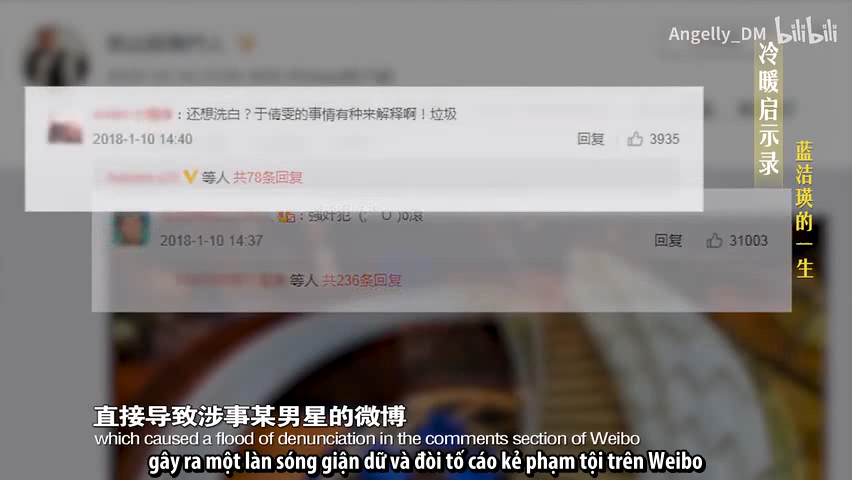 Angelly_DM bilibili
冷暖启示录
蓝洁瑛的一生
：还想洗白？于倩雯的事情有种来解释啊！垃圾
2018-1-10 14:40
回复 3935
等人 共78条回复
2018-1-10 14:37
回复 31003
等人 共236条回复
直接导致涉事某男星的微博
which caused a flood of denunciation in the comments section of Weibo
gây ra một làn sóng giận dữ và đòi tố cáo kẻ phạm tội trên Weibo